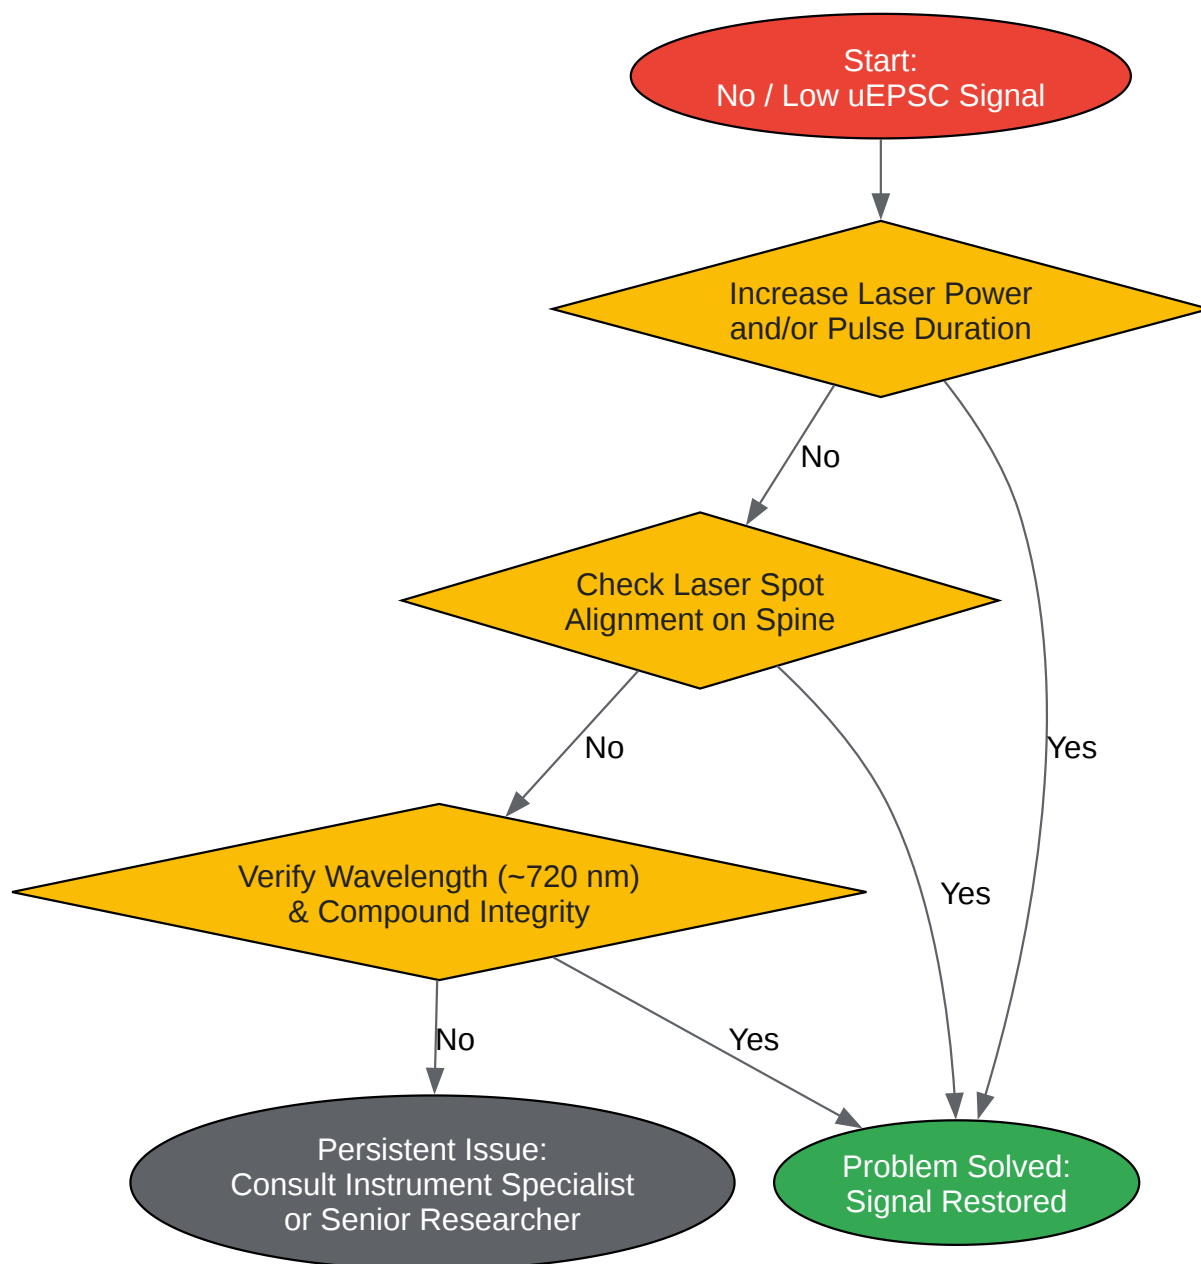 Start:
No / Low uEPSC Signal
Increase Laser Power
and/or Pulse Duration
No
Check Laser Spot
Alignment on Spine
No
Yes
Verify Wavelength (~720 nm)
& Compound Integrity
Yes
No
Yes
Persistent Issue:
Consult Instrument Specialist
or Senior Researcher
Problem Solved:
Signal Restored